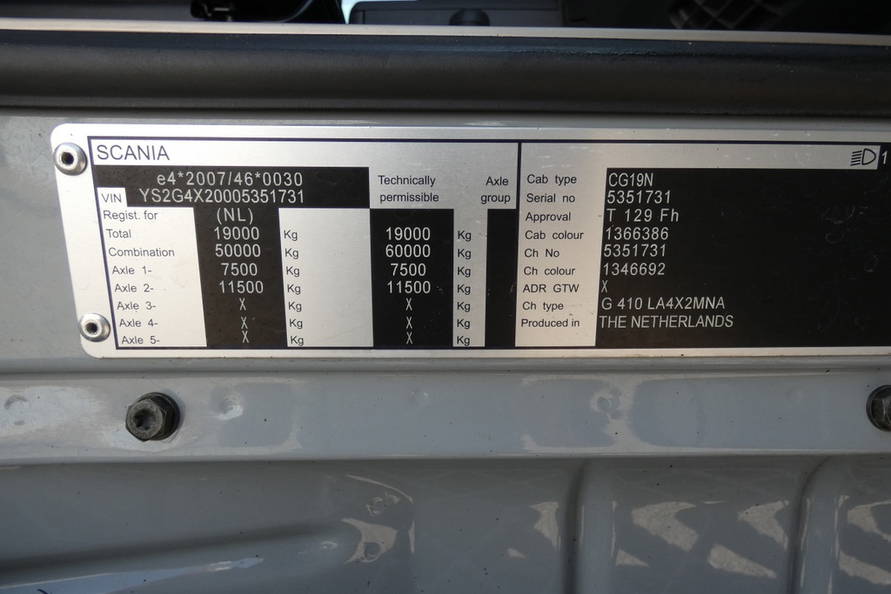 SCANIA
1
e4*2007/46*0030
VIN YS2G4X20005351731
Technically permissible
Axle group
Regist. for (NL)
Total 19000 Kg 19000 Kg
Combination 50000 Kg 60000 Kg
Axle 1- 7500 Kg 7500 Kg
Axle 2- 11500 Kg 11500 Kg
Axle 3- X Kg X Kg
Axle 4- X Kg X Kg
Axle 5- X Kg X Kg
Cab type CG19N
Serial no 5351731
Approval T 129 Fh
Cab colour 1366386
Ch No 5351731
Ch colour 1346692
ADR GTW X
Ch type G 410 LA4X2MNA
Produced in THE NETHERLANDS